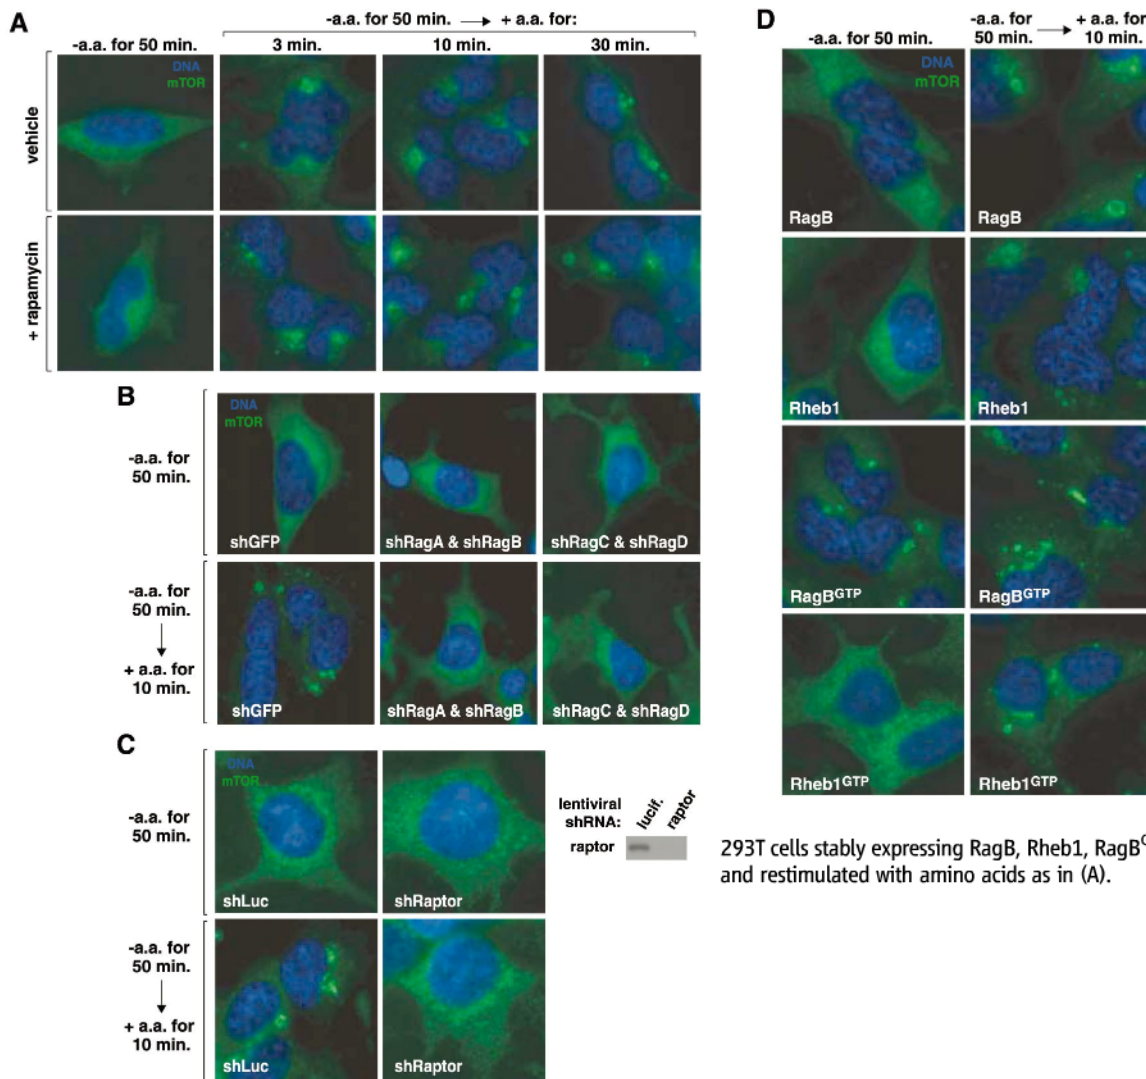 A
-a.a. for 50 min. → + a.a. for:
-a.a. for 50 min.
3 min.
10 min.
30 min.
DNA
mTOR
vehicle
+ rapamycin
B
DNA
mTOR
-a.a. for
50 min.
shGFP
shRagA & shRagB
shRagC & shRagD
-a.a. for
50 min.
+ a.a. for
10 min.
shGFP
shRagA & shRagB
shRagC & shRagD
C
DNA
mTOR
-a.a. for
50 min.
shLuc
shRaptor
-a.a. for
50 min.
+ a.a. for
10 min.
shLuc
shRaptor
lentiviral
shRNA:
lucif.
raptor
raptor
D
-a.a. for 50 min.
-a.a. for
50 min.
→
+ a.a. for
10 min.
DNA
mTOR
RagB
RagB
Rheb1
Rheb1
RagBGTP
RagBGTP
Rheb1GTP
Rheb1GTP
293T cells stably expressing RagB, Rheb1, RagB
and restimulated with amino acids as in (A).